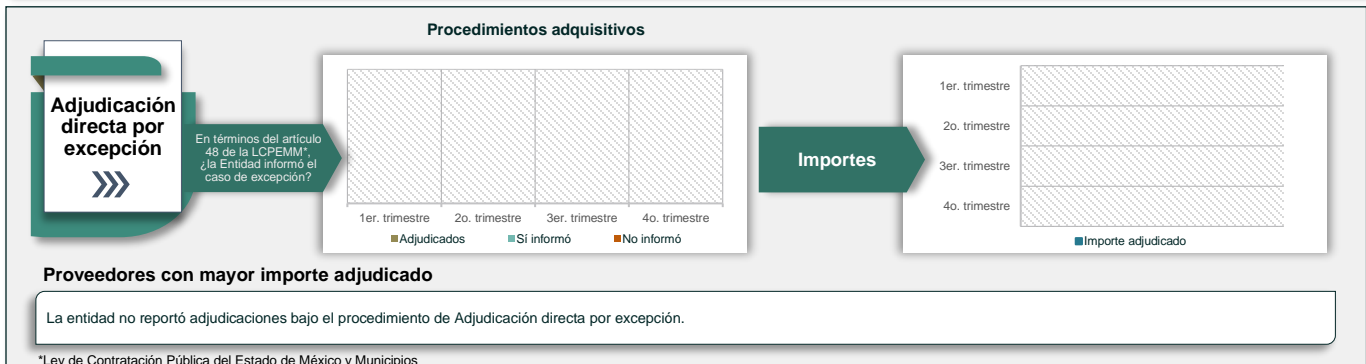 Procedimientos adquisitivos
Adjudicación
directa por
excepción
En términos del artículo
48 de la LCPEMM*,
¿la Entidad informó el
caso de excepción?
1er. trimestre
2o. trimestre
3er. trimestre
4o. trimestre
Adjudicados
Sí informó
No informó
Importes
1er. trimestre
2o. trimestre
3er. trimestre
4o. trimestre
Importe adjudicado
Proveedores con mayor importe adjudicado
La entidad no reportó adjudicaciones bajo el procedimiento de Adjudicación directa por excepción.
*Ley de Contratación Pública del Estado de México y Municipios